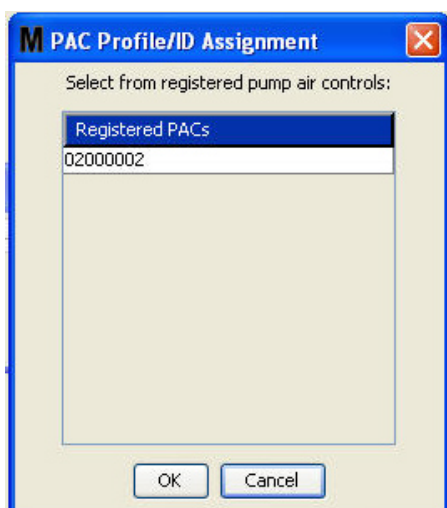 M PAC Profile/ID Assignment
Select from registered pump air controls:
Registered PACs
02000002
OK Cancel